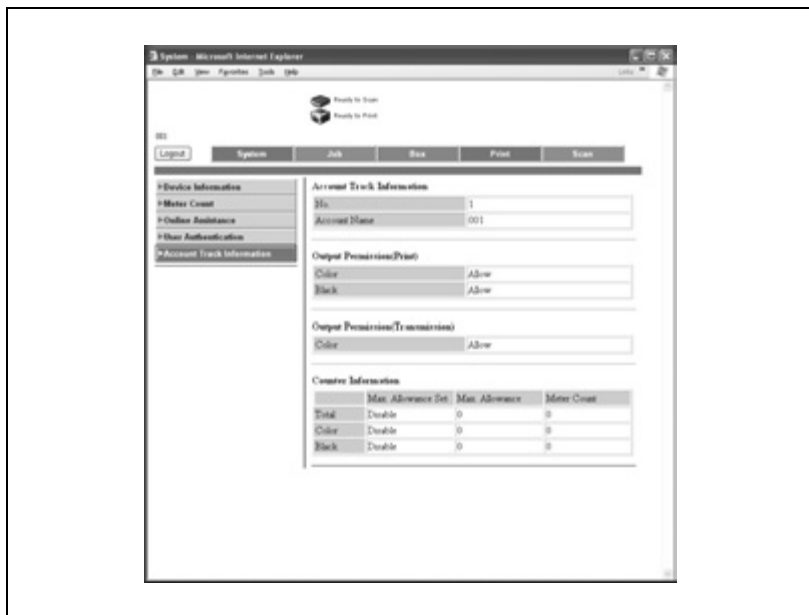 System - Microsoft Internet Explorer
File Edit View Favorites Tools Help
Links
Ready to Scan
Ready to Print
001
Logout System Job Box Print Scan
Device Information
Meter Count
Online Assistance
User Authentication
Account Track Information
Account Track Information
No. 1
Account Name 001
Output Permission(Print)
Color Allow
Black Allow
Output Permission(Transmission)
Color Allow
Counter Information
Max. Allowance Set Max. Allowance Meter Count
Total Disable 0 0
Color Disable 0 0
Black Disable 0 0